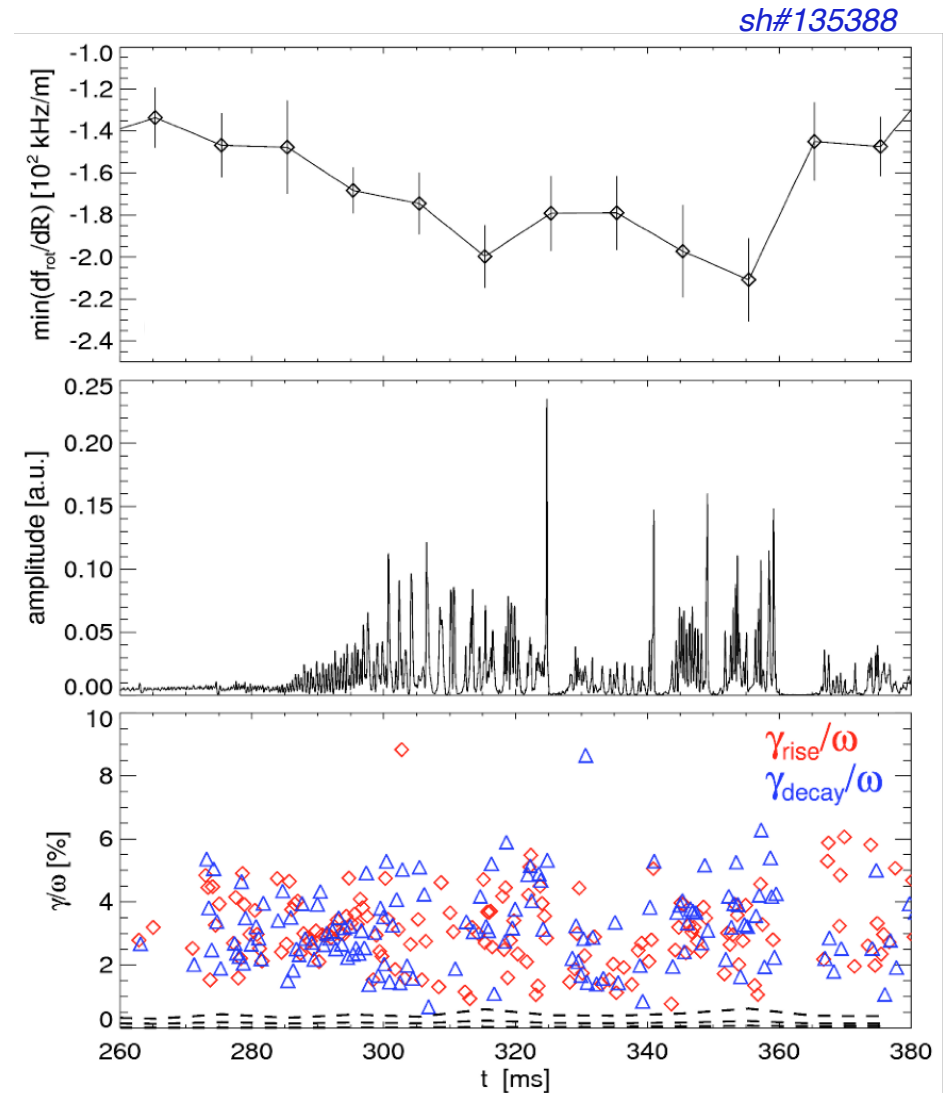 sh#135388
min(df_rot/dR) [10² kHz/m]
-1.0
-1.2
-1.4
-1.6
-1.8
-2.0
-2.2
-2.4
amplitude [a.u.]
0.25
0.20
0.15
0.10
0.05
0.00
γ/ω [%]
10
8
6
4
2
0
γ_rise/ω
γ_decay/ω
260 280 300 320 340 360 380
t [ms]